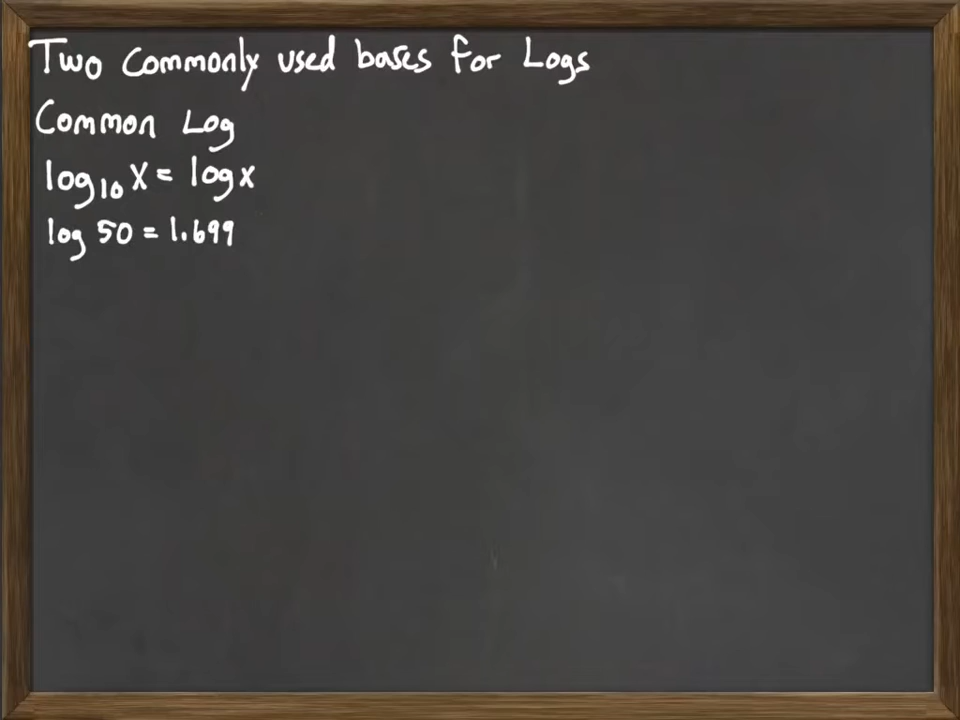 Two Commonly used bases for Logs
Common Log
log₁₀ x = log x
log 50 = 1.699